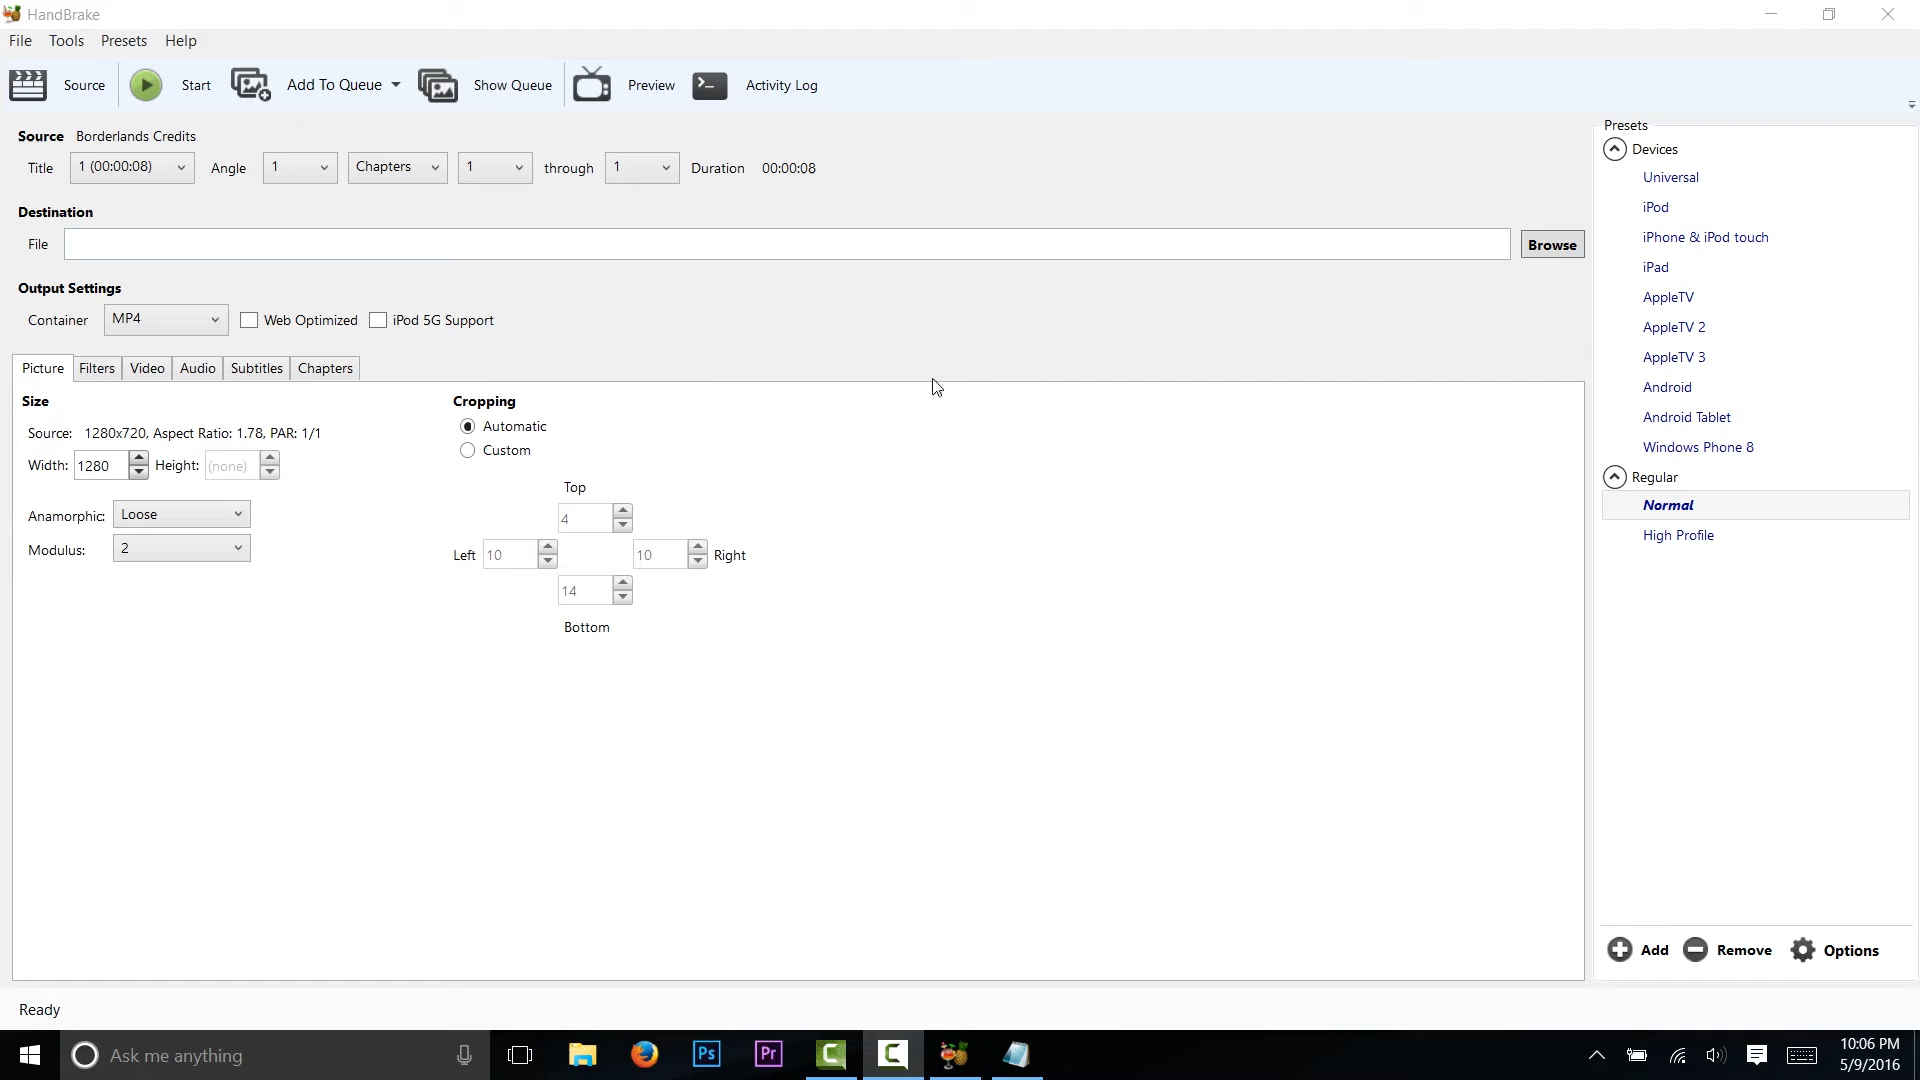 HandBrake
File Tools Presets Help
Source Start Add To Queue Show Queue Preview Activity Log
Source Borderlands Credits
Title 1 (00:00:08) Angle 1 Chapters 1 through 1 Duration 00:00:08
Destination
File Browse
Output Settings
Container MP4 Web Optimized iPod 5G Support
Picture Filters Video Audio Subtitles Chapters
Size
Source: 1280x720, Aspect Ratio: 1.78, PAR: 1/1
Width: 1280 Height: (none)
Anamorphic: Loose
Modulus: 2
Cropping
Automatic
Custom
Top
4
Left 10 10 Right
14
Bottom
Presets
Devices
Universal
iPod
iPhone & iPod touch
iPad
AppleTV
AppleTV 2
AppleTV 3
Android
Android Tablet
Windows Phone 8
Regular
Normal
High Profile
Add Remove Options
Ready
Ask me anything
Ps Pr C C
10:06 PM
5/9/2016